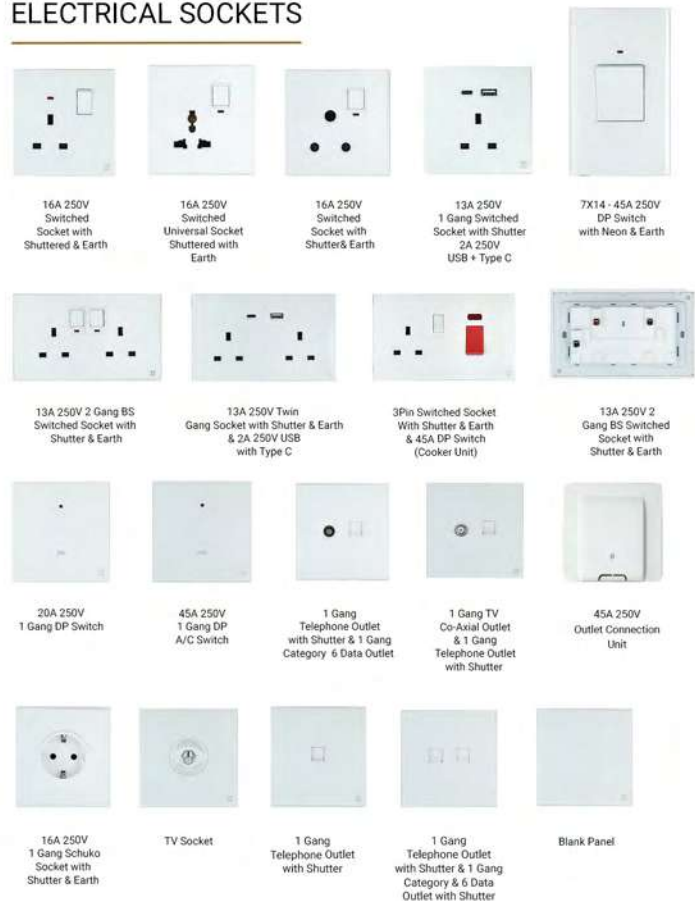 ELECTRICAL SOCKETS
16A 250V
Switched
Socket with
Shuttered & Earth
16A 250V
Switched
Universal Socket
Shuttered with
Earth
16A 250V
Switched
Socket with
Shutter& Earth
13A 250V
1 Gang Switched
Socket with Shutter
2A 250V
USB + Type C
7X14 - 45A 250V
DP Switch
with Neon & Earth
13A 250V 2 Gang BS
Switched Socket with
Shutter & Earth
13A 250V Twin
Gang Socket with Shutter & Earth
& 2A 250V USB
with Type C
3Pin Switched Socket
With Shutter & Earth
& 45A DP Switch
(Cooker Unit)
13A 250V 2
Gang BS Switched
Socket with
Shutter & Earth
20A 250V
1 Gang DP Switch
45A 250V
1 Gang DP
A/C Switch
1 Gang
Telephone Outlet
with Shutter & 1 Gang
Category 6 Data Outlet
1 Gang TV
Co-Axial Outlet
& 1 Gang
Telephone Outlet
with Shutter
45A 250V
Outlet Connection
Unit
16A 250V
1 Gang Schuko
Socket with
Shutter & Earth
TV Socket
1 Gang
Telephone Outlet
with Shutter
1 Gang
Telephone Outlet
with Shutter & 1 Gang
Category & 6 Data
Outlet with Shutter
Blank Panel